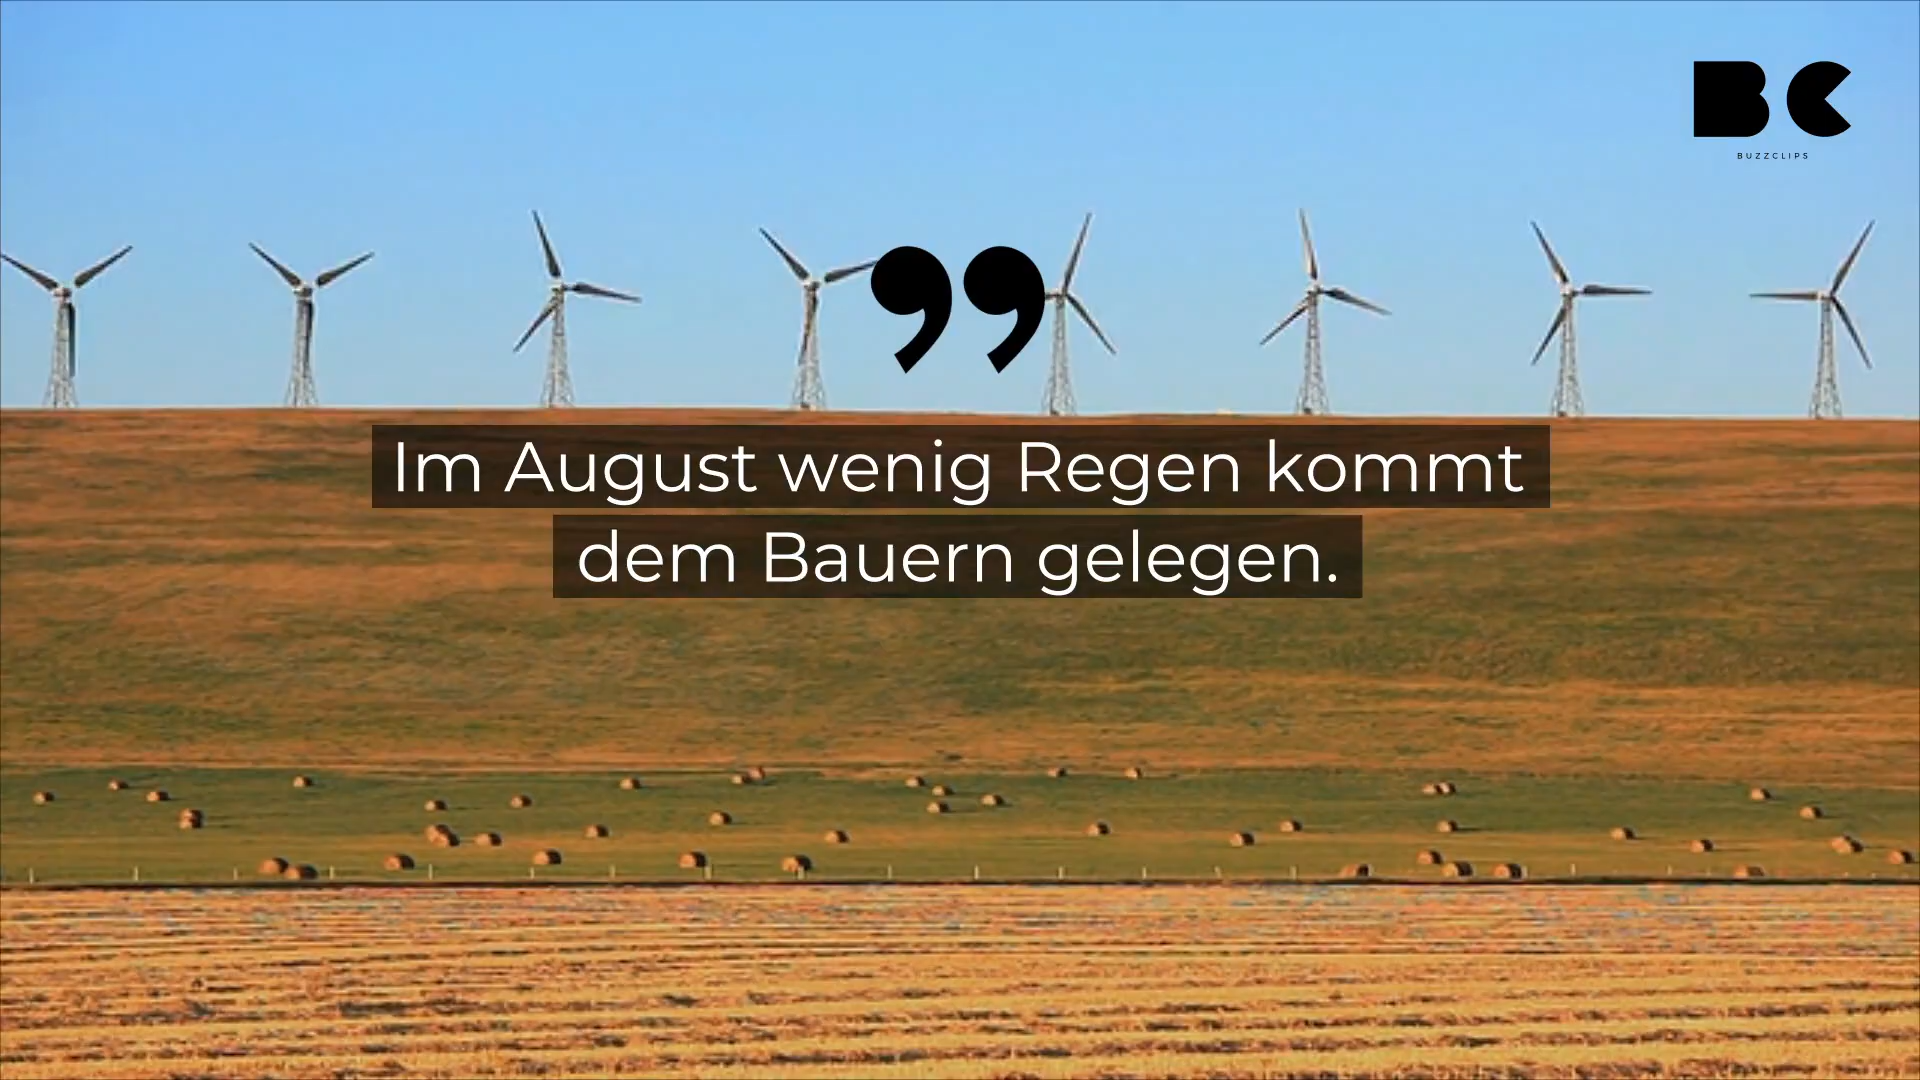 BC
BUZZCLIPS
”
Im August wenig Regen kommt
dem Bauern gelegen.